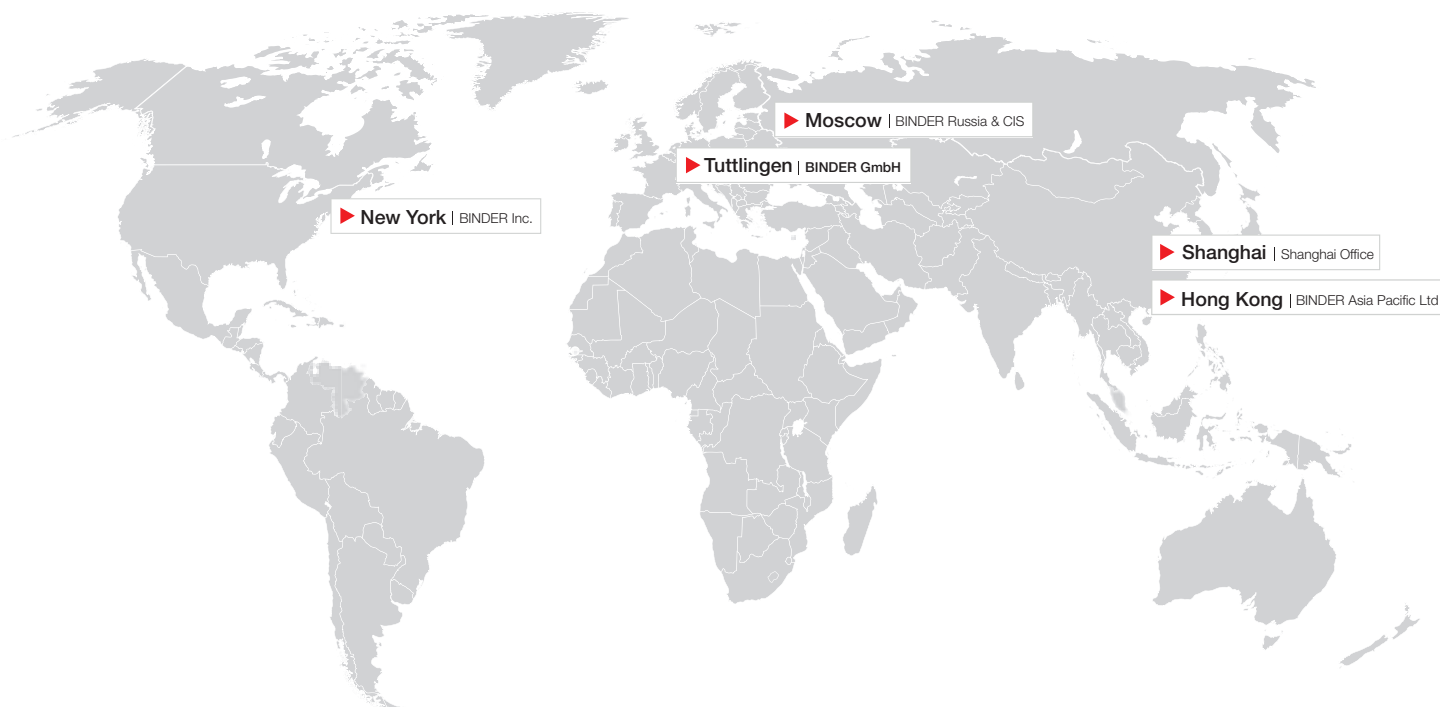 Moscow | BINDER Russia & CIS
Tuttlingen | BINDER GmbH
New York | BINDER Inc.
Shanghai | Shanghai Office
Hong Kong | BINDER Asia Pacific Ltd